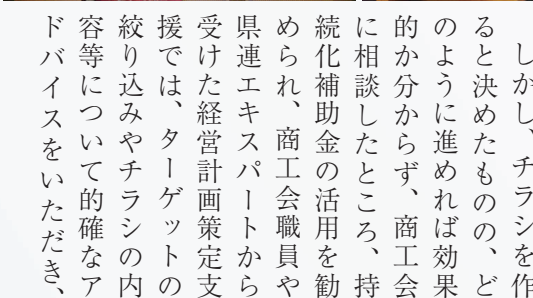 しかし、チラシを作
ると決めたものの、ど
のように進めれば効果
的か分からず、商工会
に相談したところ、持
続化補助金の活用を勧
められ、商工会職員や
県連エキスパートから
受けた経営計画策定支
援では、ターゲットの
絞り込みやチラシの内
容等について的確なア
ドバイスをいただき、